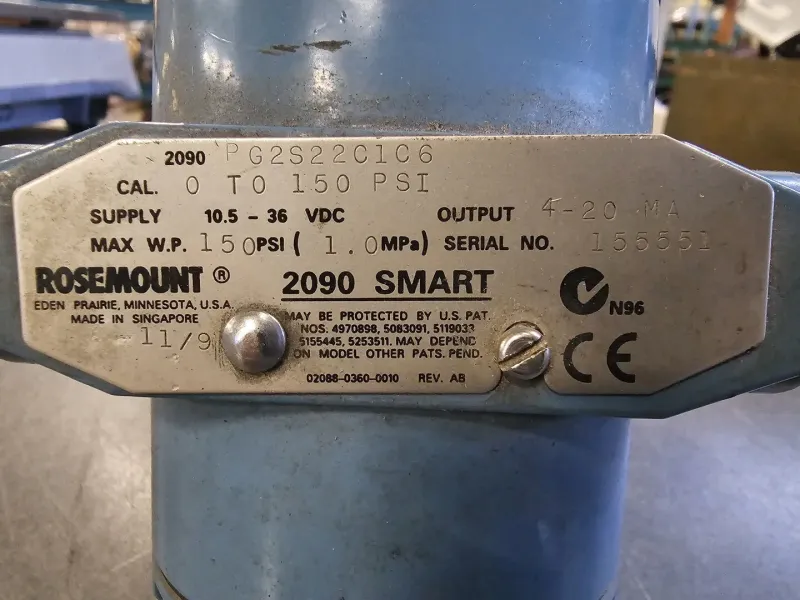 2090 PG2S22C1C6
CAL. 0 TO 150 PSI
SUPPLY 10.5 - 36 VDC OUTPUT 4-20 MA
MAX W.P. 150 PSI ( 1.0 MPa) SERIAL NO. 155551
ROSEMOUNT ® 2090 SMART
EDEN PRAIRIE, MINNESOTA, U.S.A.
MADE IN SINGAPORE
11/9
MAY BE PROTECTED BY U.S. PAT.
NOS. 4970898, 5083091, 5119033
5155445, 5253511. MAY DEPEND
ON MODEL OTHER PATS. PEND.
02088-0360-0010 REV. AB
N96
CE